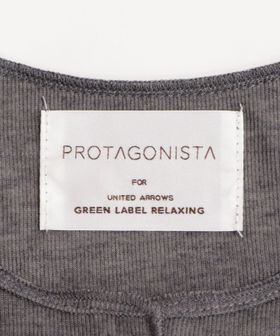 PROTAGONISTA
FOR
UNITED ARROWS
GREEN LABEL RELAXING